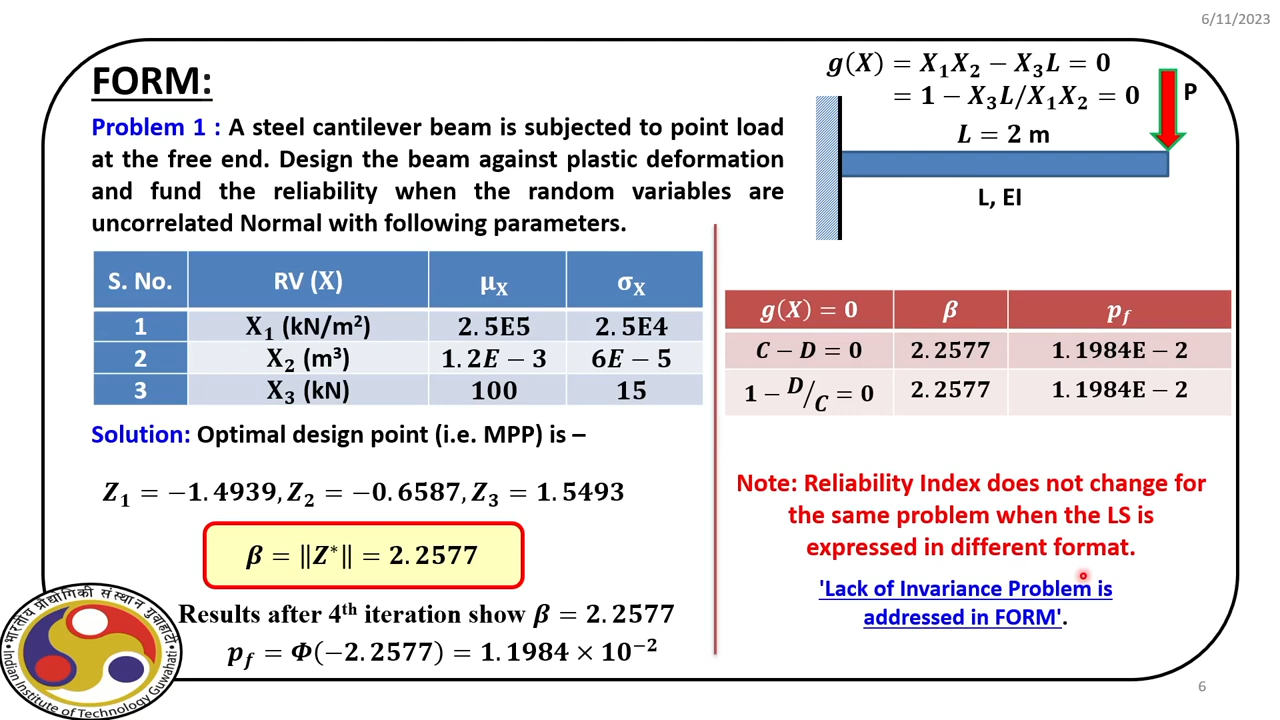 6/11/2023
FORM:
Problem 1 : A steel cantilever beam is subjected to point load
at the free end. Design the beam against plastic deformation
and fund the reliability when the random variables are
uncorrelated Normal with following parameters.
g(X) = X₁X₂ − X₃L = 0
= 1 − X₃L/X₁X₂ = 0
P
L = 2 m
L, EI
S. No. RV (X) μ_X σ_X
1 X₁ (kN/m²) 2.5E5 2.5E4
2 X₂ (m³) 1.2E − 3 6E − 5
3 X₃ (kN) 100 15
g(X) = 0 β p_f
C − D = 0 2.2577 1.1984E − 2
1 − D/C = 0 2.2577 1.1984E − 2
Solution: Optimal design point (i.e. MPP) is –
Z₁ = −1.4939, Z₂ = −0.6587, Z₃ = 1.5493
β = ‖Z*‖ = 2.2577
Results after 4th iteration show β = 2.2577
p_f = Φ(−2.2577) = 1.1984 × 10⁻²
Note: Reliability Index does not change for
the same problem when the LS is
expressed in different format.
'Lack of Invariance Problem is
addressed in FORM'.
भारतीय प्रौद्योगिकी संस्थान गुवाहाटी
Indian Institute of Technology Guwahati
6